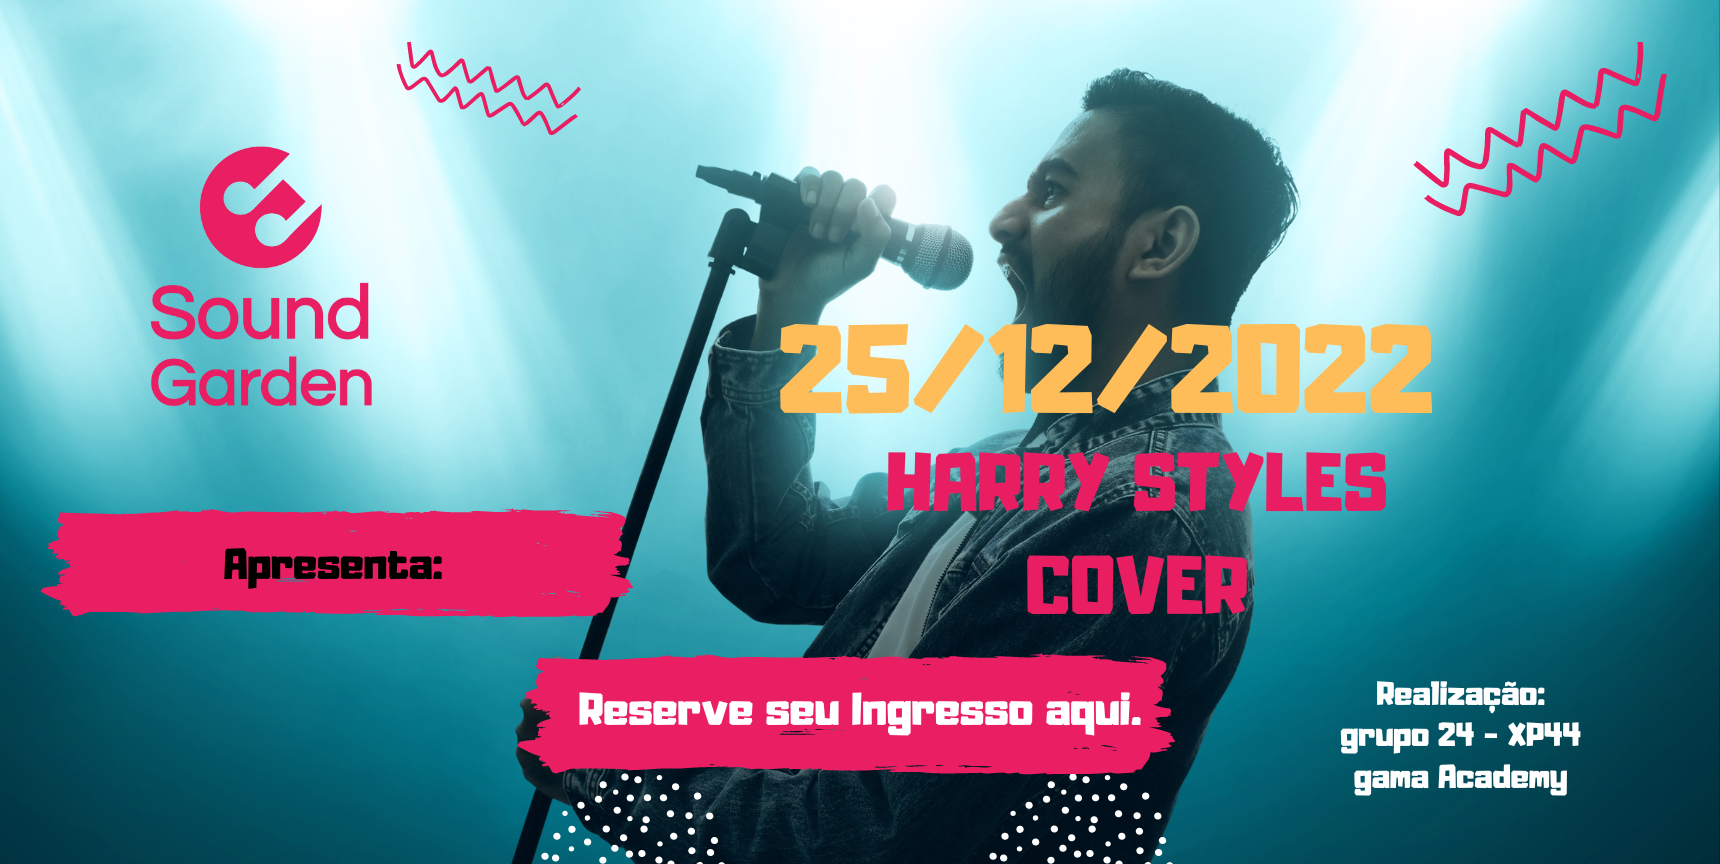 Sound
Garden
Apresenta:
25/12/2022
HARRY STYLES
COVER
Reserve seu Ingresso aqui.
Realização:
grupo 24 - XP44
gama Academy